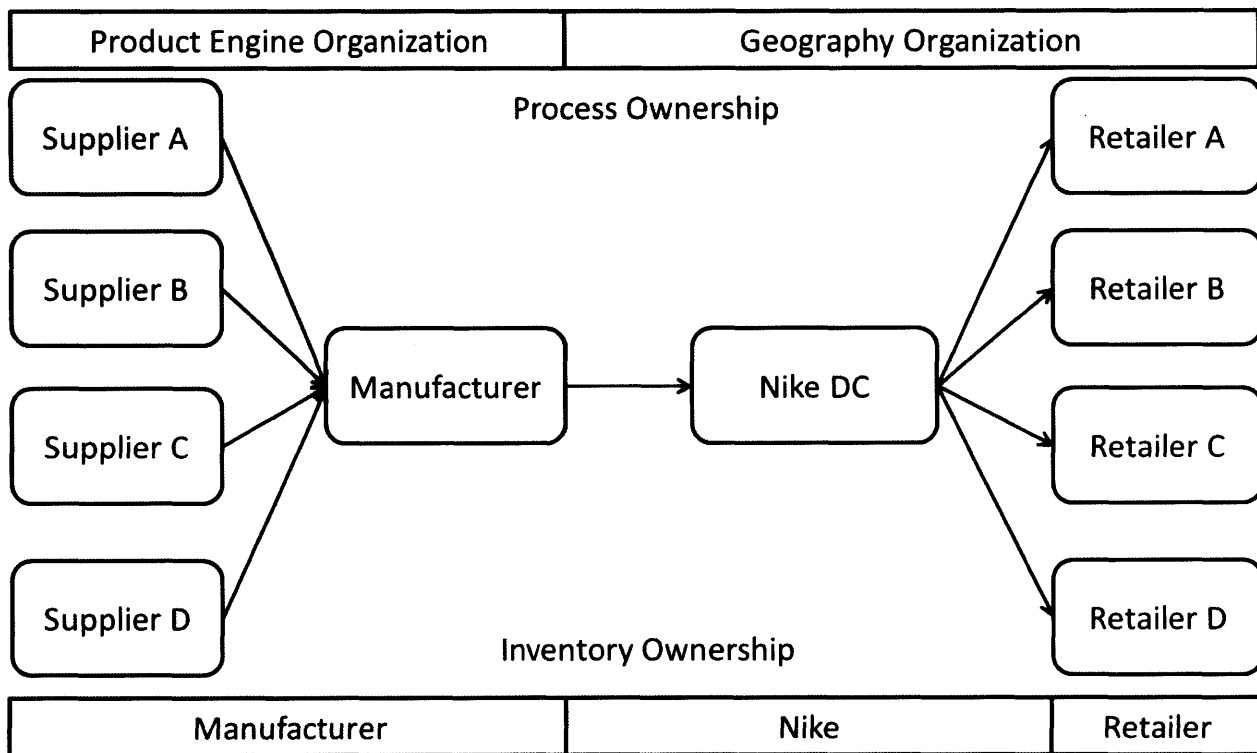 Product Engine Organization
Geography Organization
Process Ownership
Supplier A
Retailer A
Supplier B
Retailer B
Manufacturer
Nike DC
Supplier C
Retailer C
Supplier D
Retailer D
Inventory Ownership
Manufacturer
Nike
Retailer